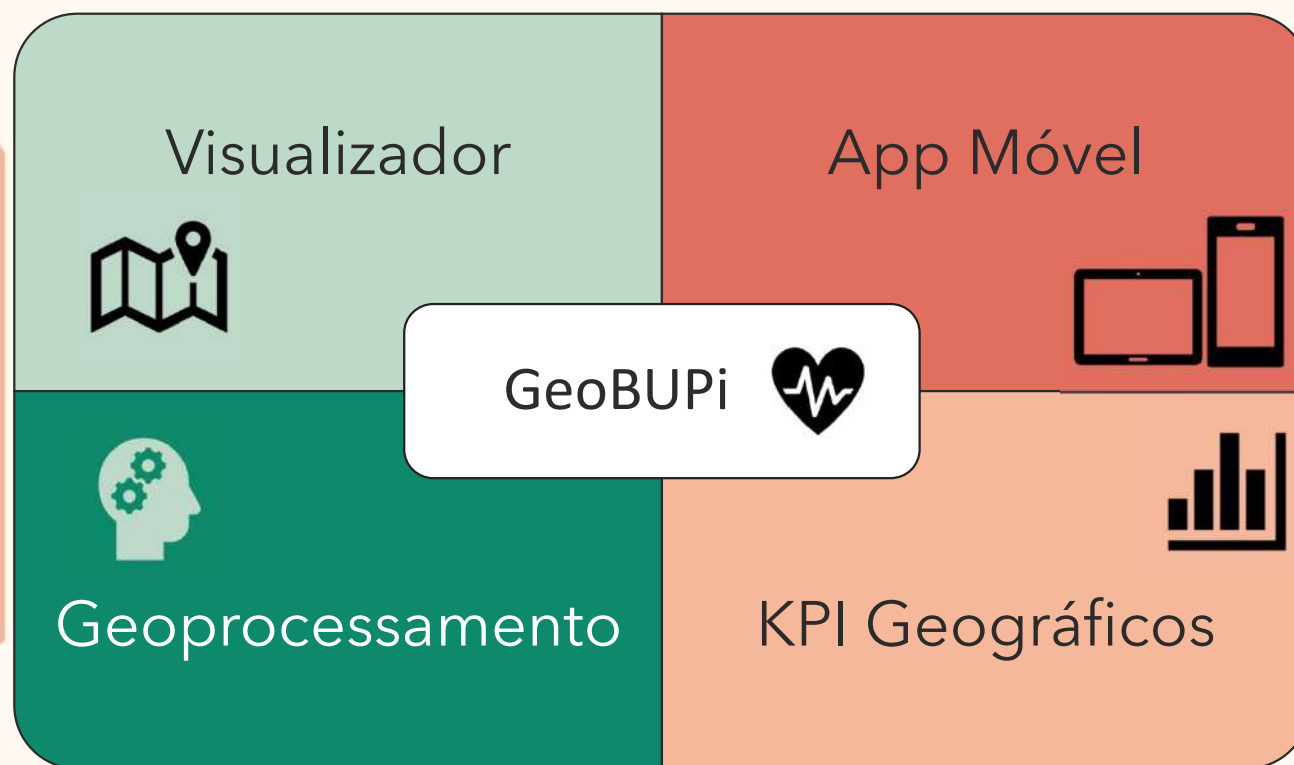 Visualizador
App Móvel
GeoBUPi
Geoprocessamento
KPI Geográficos